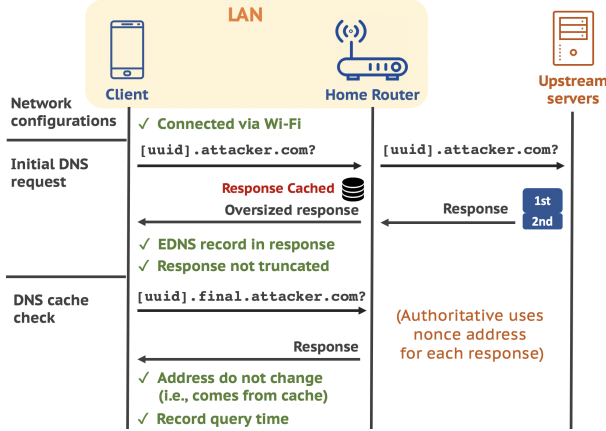 LAN
Client
Home Router
Upstream
servers
Network
configurations
✓ Connected via Wi-Fi
Initial DNS
request
[uuid].attacker.com?
[uuid].attacker.com?
Response Cached
Oversized response
Response
1st
2nd
✓ EDNS record in response
✓ Response not truncated
DNS cache
check
[uuid].final.attacker.com?
(Authoritative uses
nonce address
for each response)
Response
✓ Address do not change
(i.e., comes from cache)
✓ Record query time